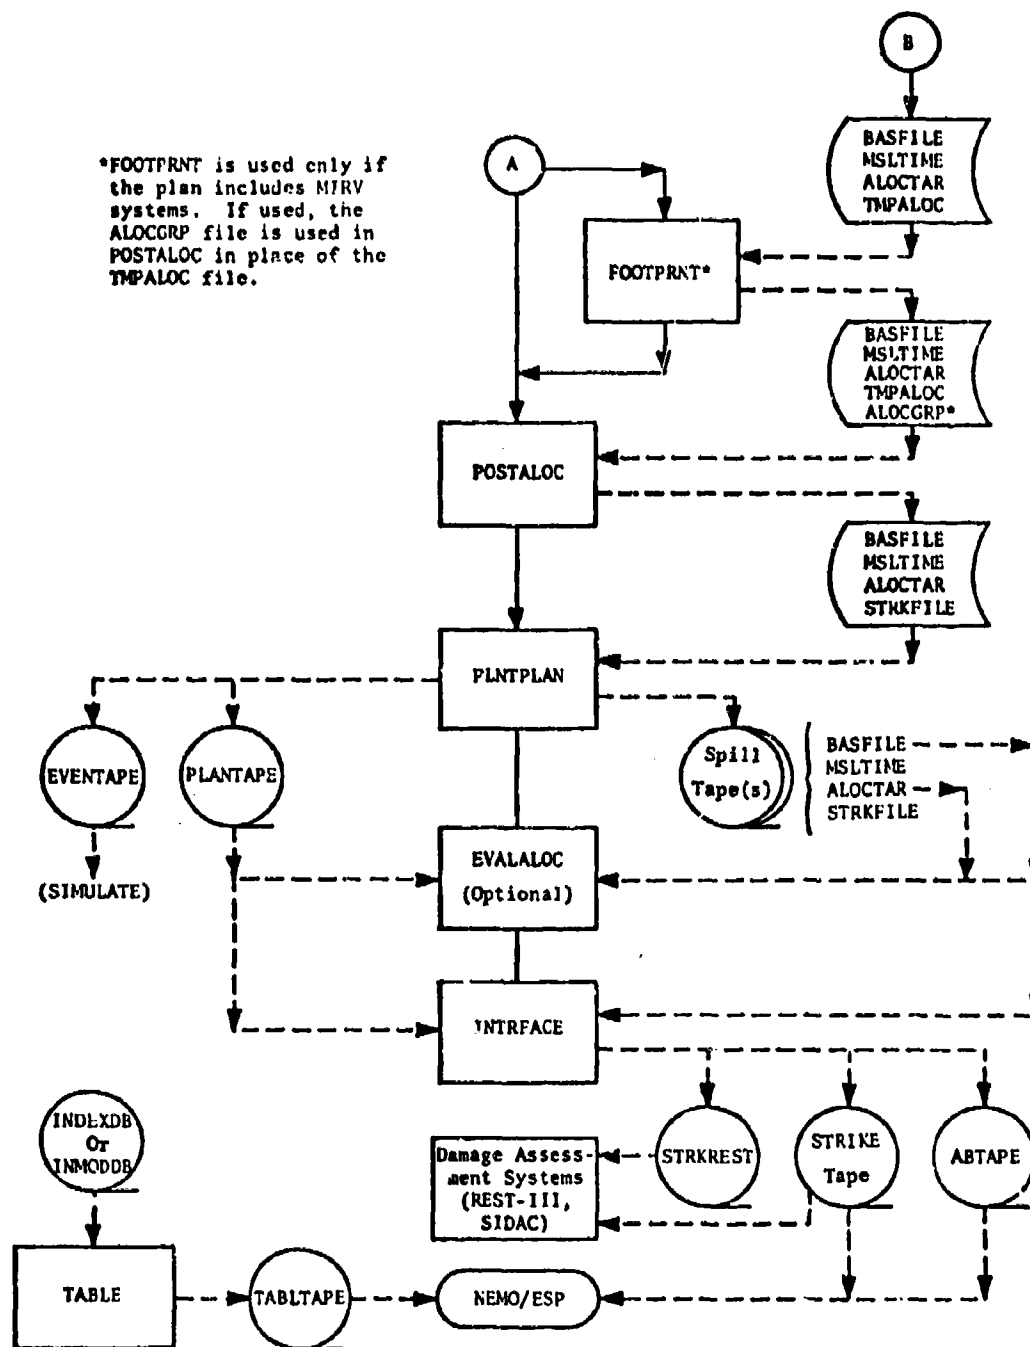 B
BASFILE
MSLTIME
ALOCTAR
TMPALOC
*FOOTPRNT is used only if
the plan includes MIRV
systems. If used, the
ALOCGRP file is used in
POSTALOC in place of the
TMPALOC file.
A
FOOTPRNT*
BASFILE
MSLTIME
ALOCTAR
TMPALOC
ALOCGRP*
POSTALOC
BASFILE
MSLTIME
ALOCTAR
STRKFILE
PLNTPLAN
EVENTAPE
PLANTAPE
Spill
Tape(s)
BASFILE
MSLTIME
ALOCTAR
STRKFILE
(SIMULATE)
EVALALOC
(Optional)
INTRFACE
INDEXDB
Or
INMODDB
Damage Assess-
ment Systems
(REST-III,
SIDAC)
STRKREST
STRIKE
Tape
ABTAPE
TABLE
TABLTAPE
NEMO/ESP